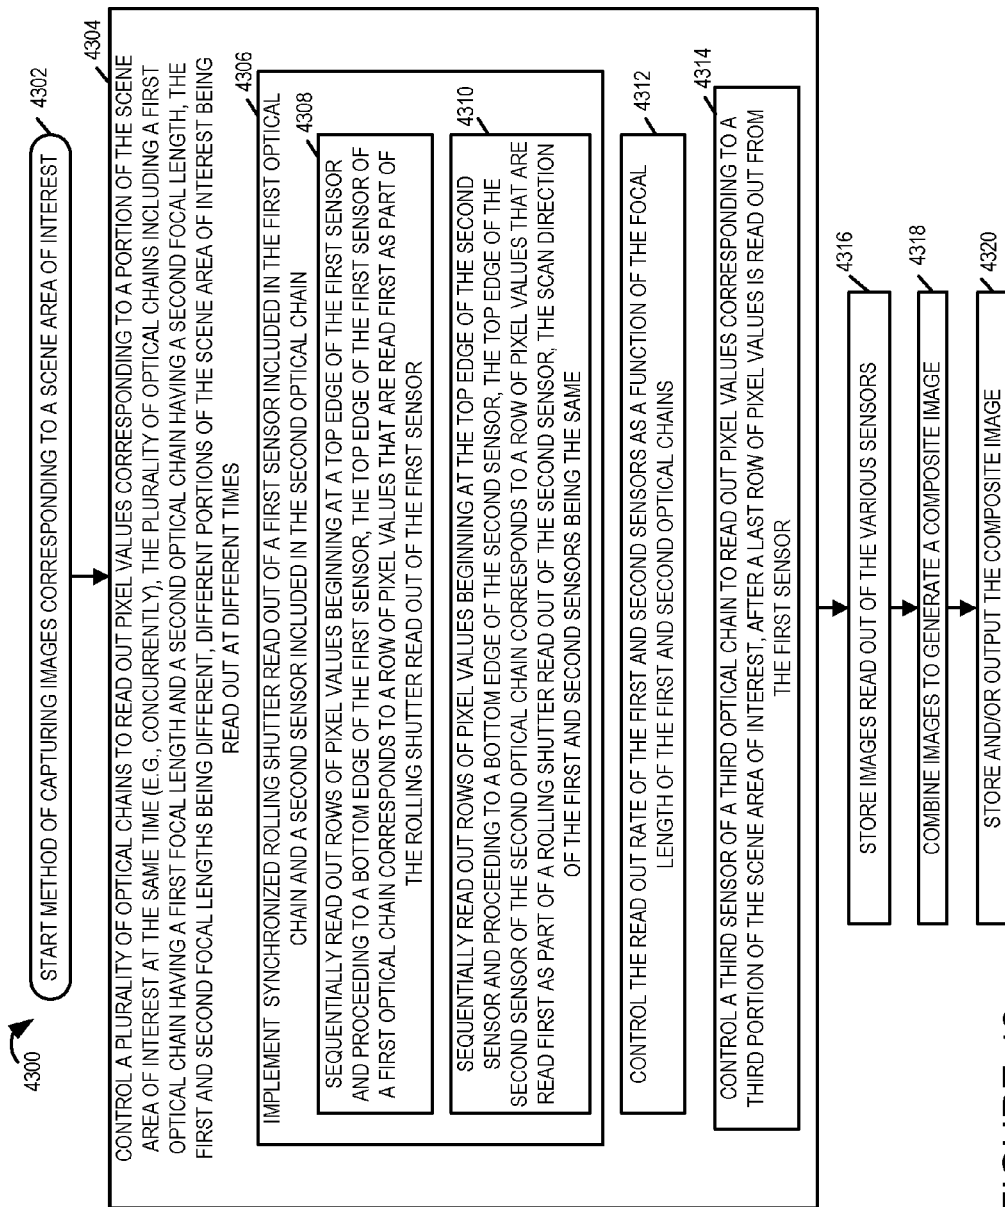 4300
START METHOD OF CAPTURING IMAGES CORRESPONDING TO A SCENE AREA OF INTEREST
4302
4304
CONTROL A PLURALITY OF OPTICAL CHAINS TO READ OUT PIXEL VALUES CORRESPONDING TO A PORTION OF THE SCENE
AREA OF INTEREST AT THE SAME TIME (E.G., CONCURRENTLY), THE PLURALITY OF OPTICAL CHAINS INCLUDING A FIRST
OPTICAL CHAIN HAVING A FIRST FOCAL LENGTH AND A SECOND OPTICAL CHAIN HAVING A SECOND FOCAL LENGTH, THE
FIRST AND SECOND FOCAL LENGTHS BEING DIFFERENT, DIFFERENT PORTIONS OF THE SCENE AREA OF INTEREST BEING
READ OUT AT DIFFERENT TIMES
4306
IMPLEMENT SYNCHRONIZED ROLLING SHUTTER READ OUT OF A FIRST SENSOR INCLUDED IN THE FIRST OPTICAL
CHAIN AND A SECOND SENSOR INCLUDED IN THE SECOND OPTICAL CHAIN
4308
SEQUENTIALLY READ OUT ROWS OF PIXEL VALUES BEGINNING AT A TOP EDGE OF THE FIRST SENSOR
AND PROCEEDING TO A BOTTOM EDGE OF THE FIRST SENSOR, THE TOP EDGE OF THE FIRST SENSOR OF
A FIRST OPTICAL CHAIN CORRESPONDS TO A ROW OF PIXEL VALUES THAT ARE READ FIRST AS PART OF
THE ROLLING SHUTTER READ OUT OF THE FIRST SENSOR
4310
SEQUENTIALLY READ OUT ROWS OF PIXEL VALUES BEGINNING AT THE TOP EDGE OF THE SECOND
SENSOR AND PROCEEDING TO A BOTTOM EDGE OF THE SECOND SENSOR, THE TOP EDGE OF THE
SECOND SENSOR OF THE SECOND OPTICAL CHAIN CORRESPONDS TO A ROW OF PIXEL VALUES THAT ARE
READ FIRST AS PART OF A ROLLING SHUTTER READ OUT OF THE SECOND SENSOR, THE SCAN DIRECTION
OF THE FIRST AND SECOND SENSORS BEING THE SAME
4312
CONTROL THE READ OUT RATE OF THE FIRST AND SECOND SENSORS AS A FUNCTION OF THE FOCAL
LENGTH OF THE FIRST AND SECOND OPTICAL CHAINS
4314
CONTROL A THIRD SENSOR OF A THIRD OPTICAL CHAIN TO READ OUT PIXEL VALUES CORRESPONDING TO A
THIRD PORTION OF THE SCENE AREA OF INTEREST, AFTER A LAST ROW OF PIXEL VALUES IS READ OUT FROM
THE FIRST SENSOR
4316
STORE IMAGES READ OUT OF THE VARIOUS SENSORS
4318
COMBINE IMAGES TO GENERATE A COMPOSITE IMAGE
4320
STORE AND/OR OUTPUT THE COMPOSITE IMAGE
FIGURE